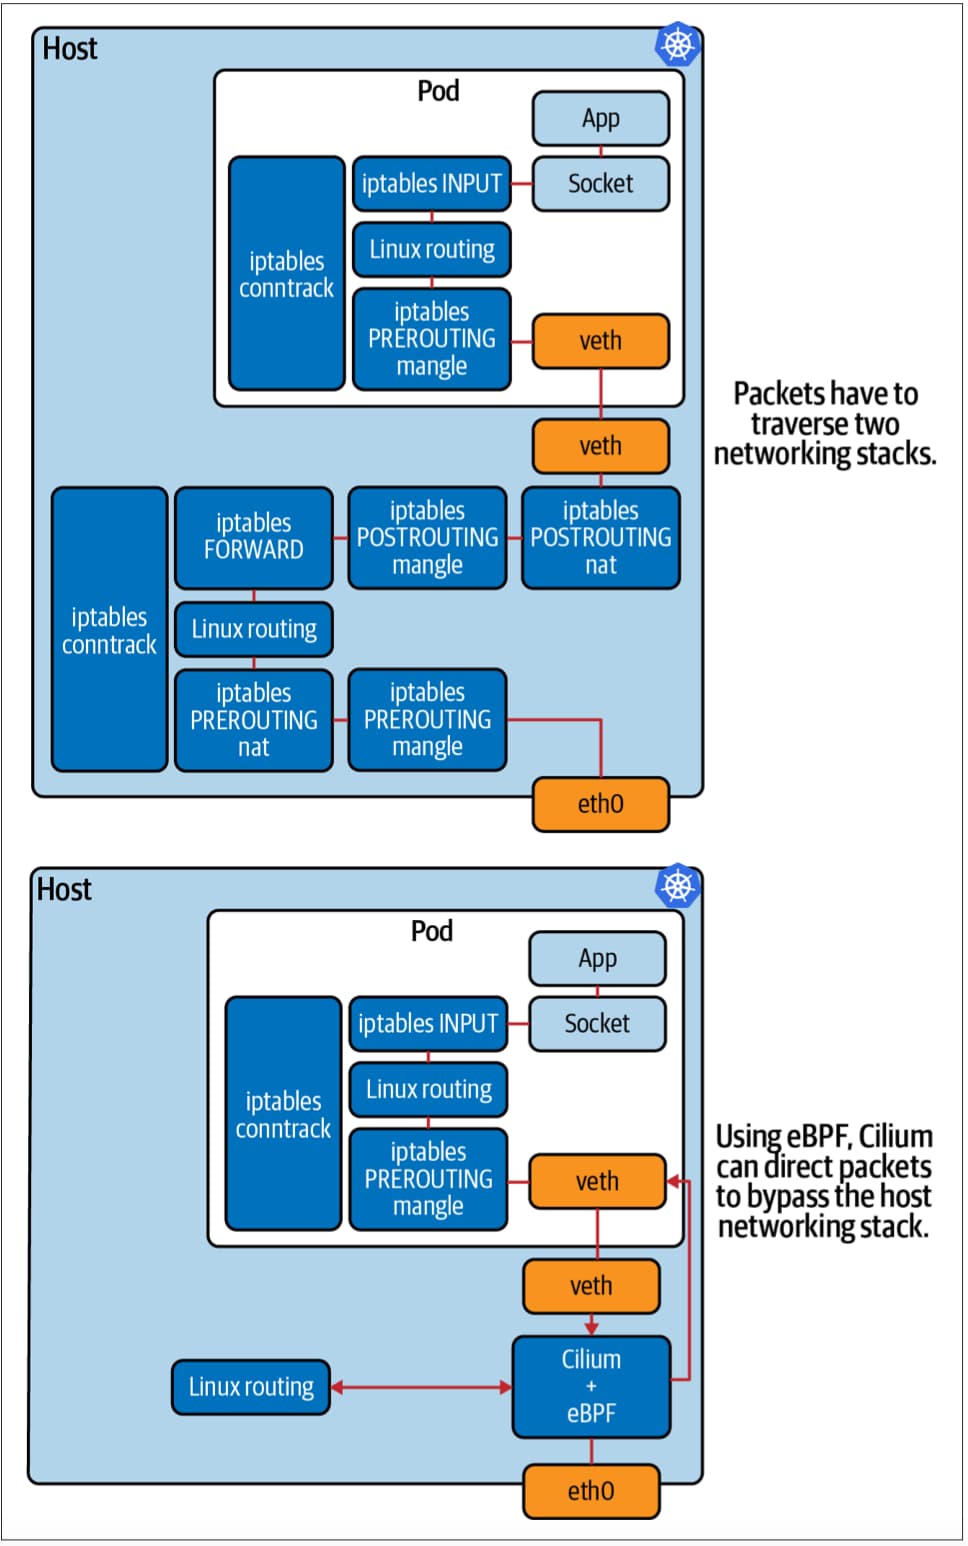 Host
Pod
App
Socket
iptables INPUT
Linux routing
iptables
conntrack
iptables
PREROUTING
mangle
veth
veth
Packets have to
traverse two
networking stacks.
iptables
conntrack
iptables
FORWARD
iptables
POSTROUTING
mangle
iptables
POSTROUTING
nat
Linux routing
iptables
PREROUTING
nat
iptables
PREROUTING
mangle
eth0
Host
Pod
App
Socket
iptables INPUT
Linux routing
iptables
conntrack
iptables
PREROUTING
mangle
veth
veth
Using eBPF, Cilium
can direct packets
to bypass the host
networking stack.
Linux routing
Cilium
+
eBPF
eth0